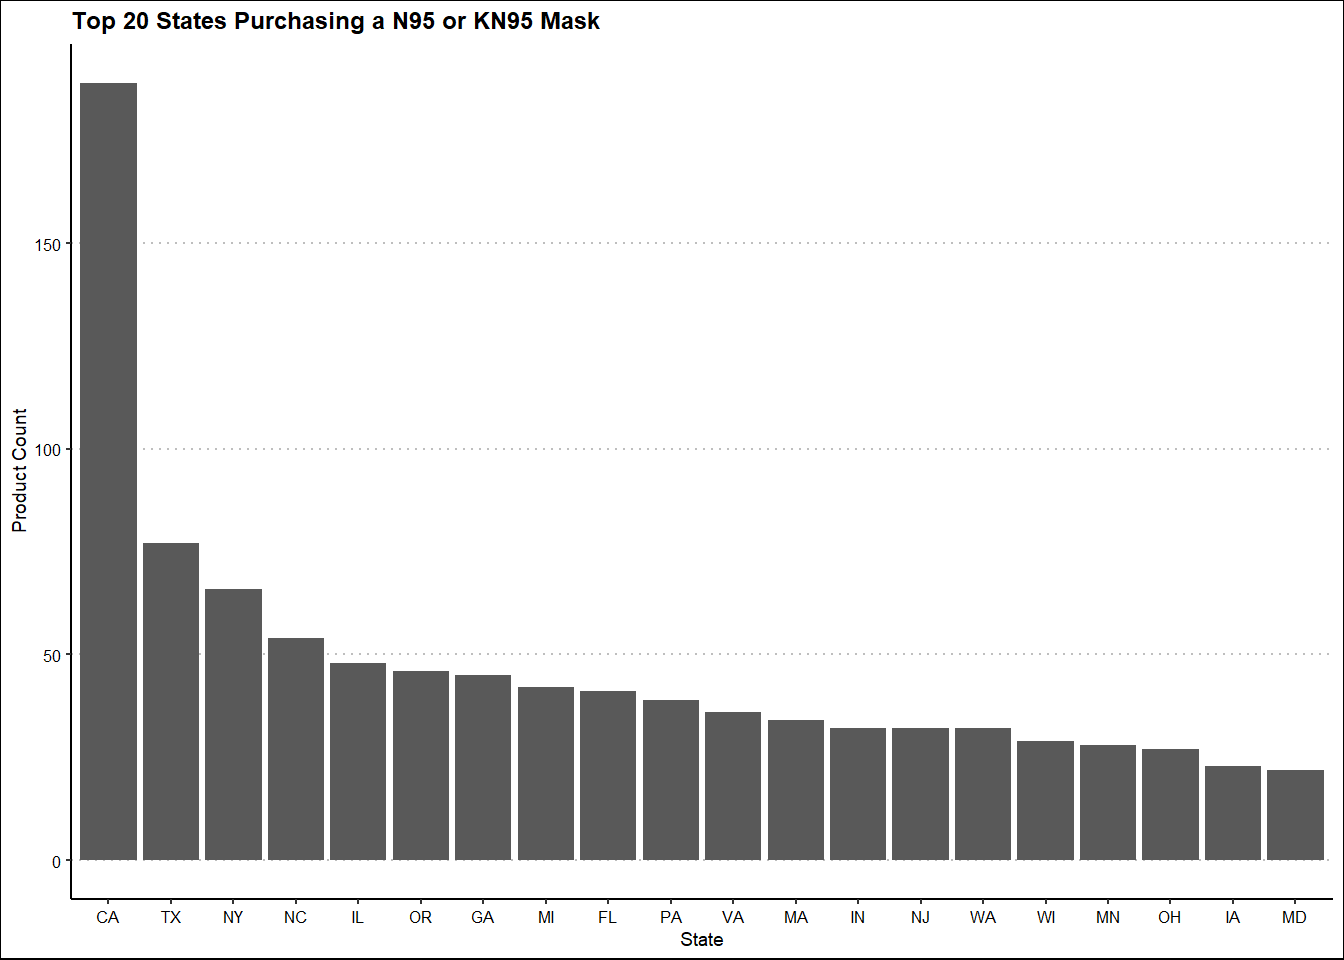 Top 20 States Purchasing a N95 or KN95 Mask
Product Count
150
100
50
0
CA TX NY NC IL OR GA MI FL PA VA MA IN NJ WA WI MN OH IA MD
State